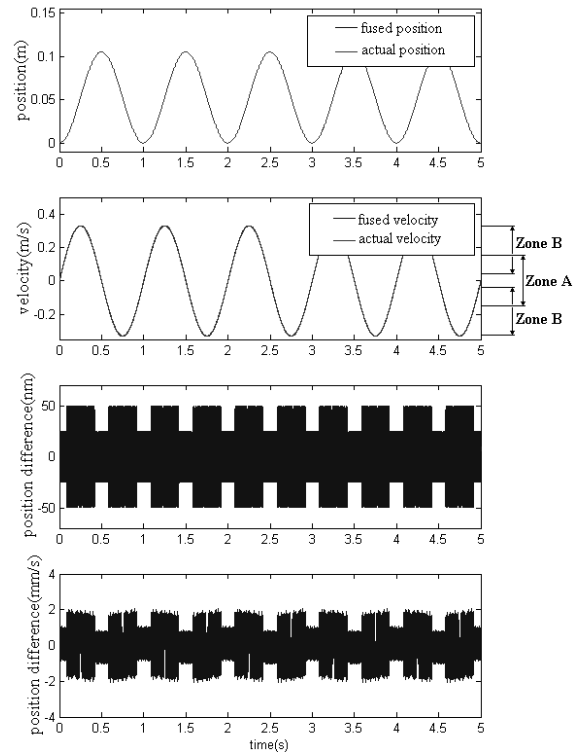 0.15
0.1
0.05
0
position(m)
fused position
actual position
0 0.5 1 1.5 2 2.5 3 3.5 4 4.5 5
0.4
0.2
0
-0.2
velocity(m/s)
fused velocity
actual velocity
Zone B
Zone A
Zone B
0 0.5 1 1.5 2 2.5 3 3.5 4 4.5 5
50
0
-50
position difference(nm)
0 0.5 1 1.5 2 2.5 3 3.5 4 4.5 5
4
2
0
-2
-4
position difference(mm/s)
0 0.5 1 1.5 2 2.5 3 3.5 4 4.5 5
time(s)